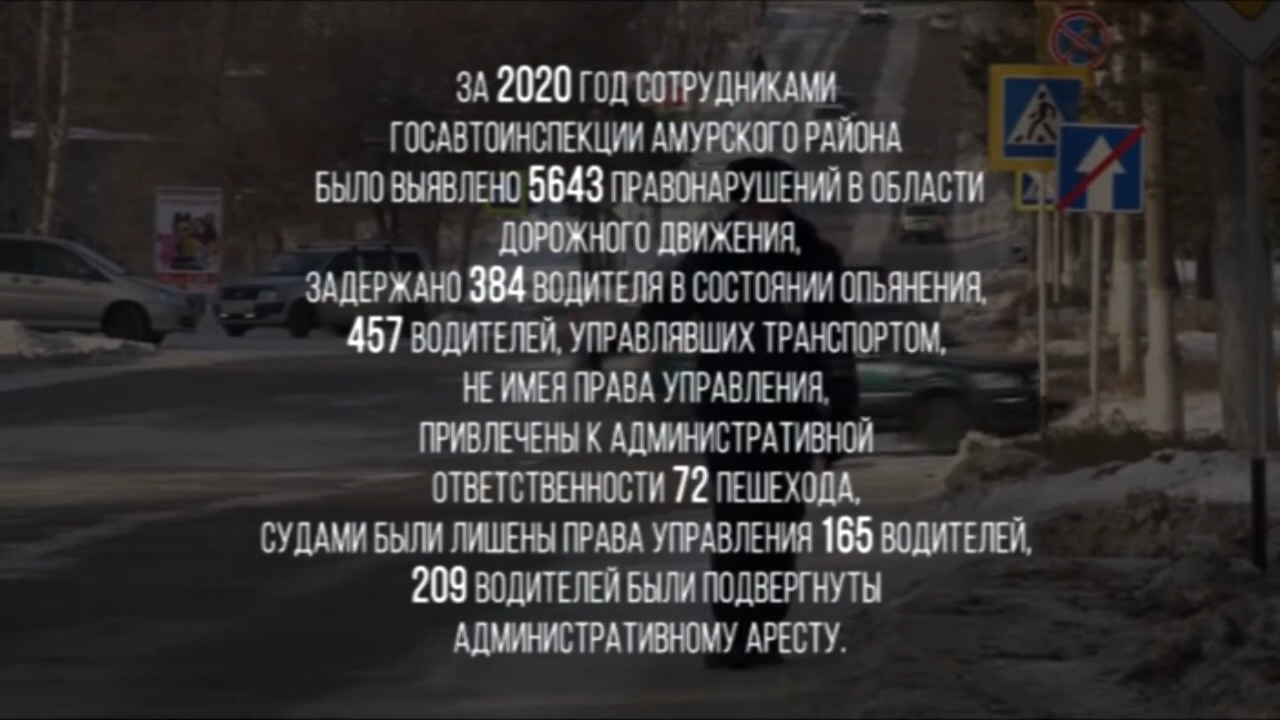 ЗА 2020 ГОД СОТРУДНИКАМИ
ГОСАВТОИНСПЕКЦИИ АМУРСКОГО РАЙОНА
БЫЛО ВЫЯВЛЕНО 5643 ПРАВОНАРУШЕНИЙ В ОБЛАСТИ
ДОРОЖНОГО ДВИЖЕНИЯ,
ЗАДЕРЖАНО 384 ВОДИТЕЛЯ В СОСТОЯНИИ ОПЬЯНЕНИЯ,
457 ВОДИТЕЛЕЙ, УПРАВЛЯВШИХ ТРАНСПОРТОМ,
НЕ ИМЕЯ ПРАВА УПРАВЛЕНИЯ,
ПРИВЛЕЧЕНЫ К АДМИНИСТРАТИВНОЙ
ОТВЕТСТВЕННОСТИ 72 ПЕШЕХОДА,
СУДАМИ БЫЛИ ЛИШЕНЫ ПРАВА УПРАВЛЕНИЯ 165 ВОДИТЕЛЕЙ,
209 ВОДИТЕЛЕЙ БЫЛИ ПОДВЕРГНУТЫ
АДМИНИСТРАТИВНОМУ АРЕСТУ.